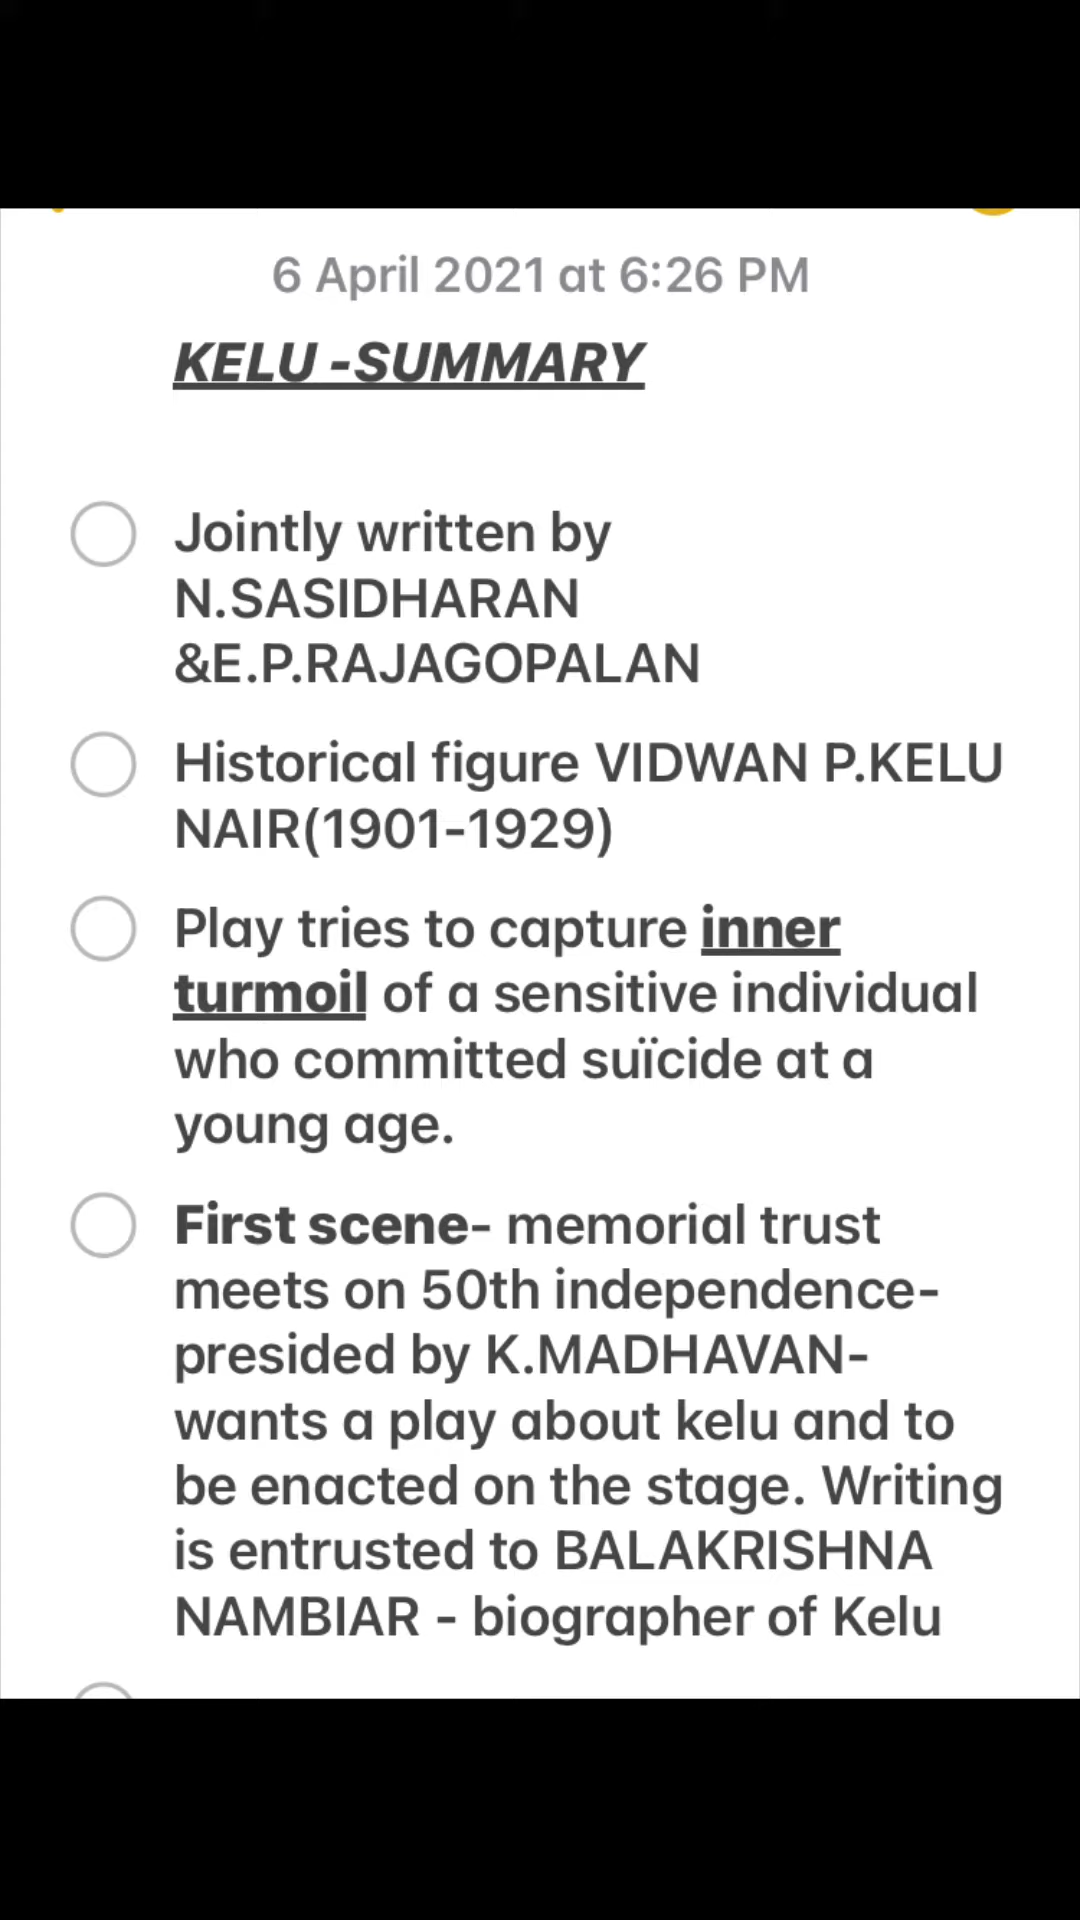 6 April 2021 at 6:26 PM
KELU -SUMMARY
Jointly written by
N.SASIDHARAN
&E.P.RAJAGOPALAN
Historical figure VIDWAN P.KELU
NAIR(1901-1929)
Play tries to capture inner
turmoil of a sensitive individual
who committed suïcide at a
young age.
First scene- memorial trust
meets on 50th independence-
presided by K.MADHAVAN-
wants a play about kelu and to
be enacted on the stage. Writing
is entrusted to BALAKRISHNA
NAMBIAR - biographer of Kelu